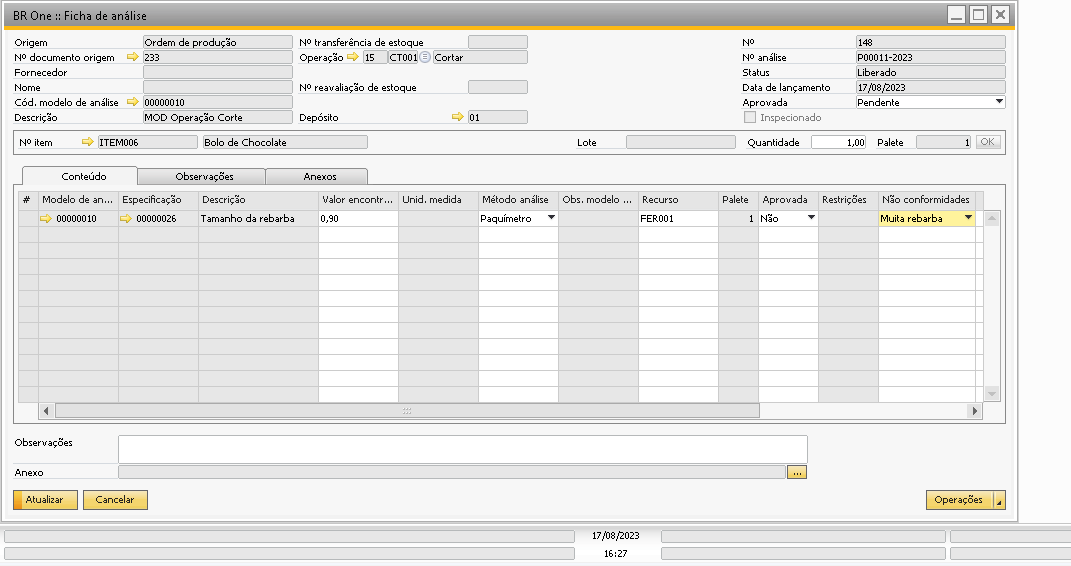 BR One :: Ficha de análise
Origem Ordem de produção Nº transferência de estoque Nº 148
Nº documento origem 233 Operação 15 CT001 Cortar Nº análise P00011-2023
Fornecedor Status Liberado
Nome Nº reavaliação de estoque Data de lançamento 17/08/2023
Cód. modelo de análise 00000010 Aprovada Pendente
Descrição MOD Operação Corte Depósito 01 Inspecionado
Nº item ITEM006 Bolo de Chocolate Lote Quantidade 1,00 Palete 1 OK
Conteúdo Observações Anexos
# Modelo de an... Especificação Descrição Valor encontr... Unid. medida Método análise Obs. modelo ... Recurso Palete Aprovada Restrições Não conformidades
00000010 00000026 Tamanho da rebarba 0,90 Paquímetro FER001 1 Não Muita rebarba
Observações
Anexo ...
Atualizar Cancelar Operações
17/08/2023
16:27